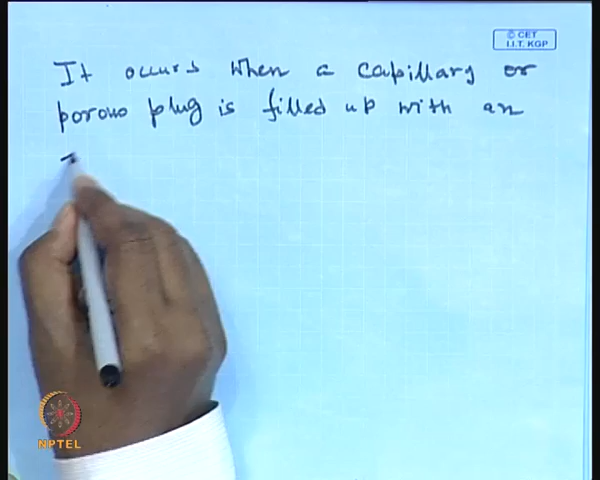 © CET
I.I.T. KGP
It occurs when a capillary or
porous plug is filled up with an
NPTEL